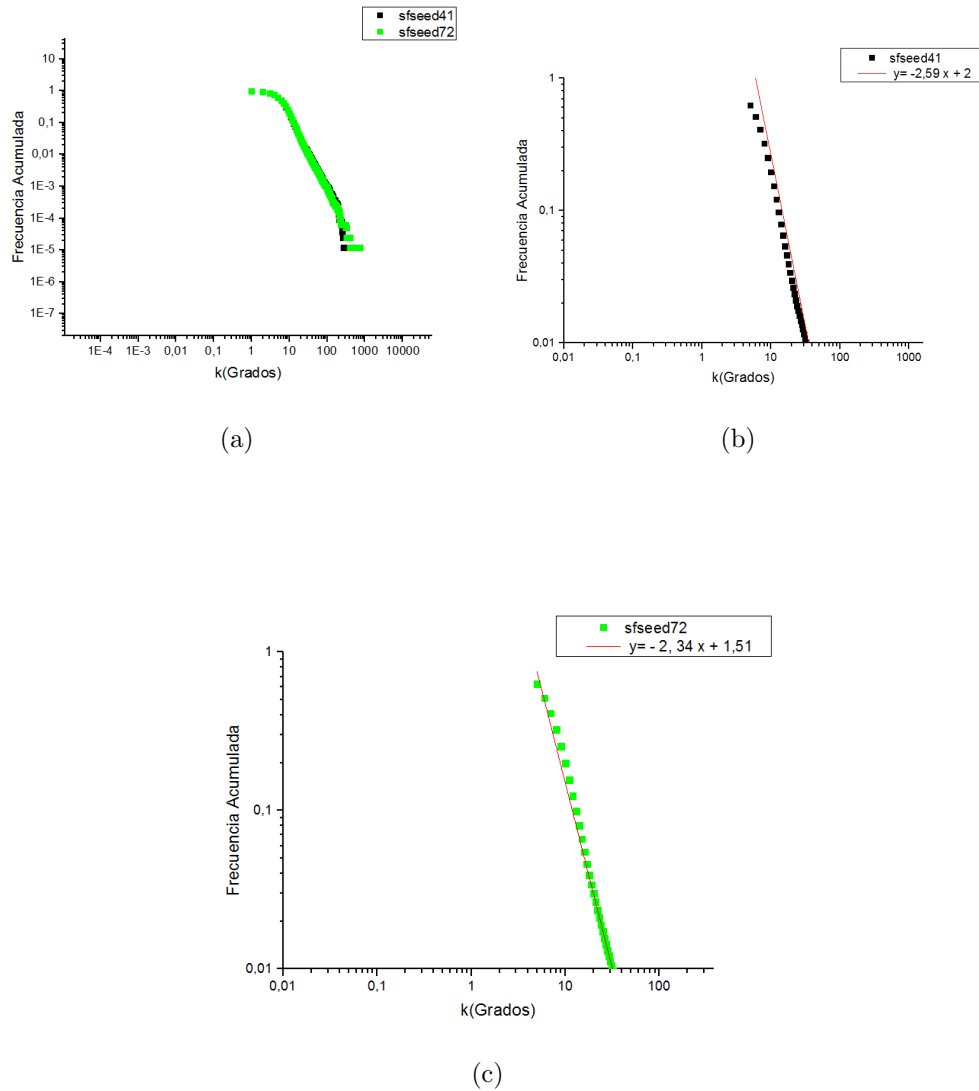 sfseed41
sfseed72
10
1
0,1
0,01
1E-3
1E-4
1E-5
1E-6
1E-7
Frecuencia Acumulada
1E-4 1E-3 0,01 0,1 1 10 100 1000 10000
k(Grados)
(a)
sfseed41
y= -2,59 x + 2
1
0,1
0,01
Frecuencia Acumulada
0,01 0,1 1 10 100 1000
k(Grados)
(b)
sfseed72
y= - 2, 34 x + 1,51
1
0,1
0,01
Frecuencia Acumulada
0,01 0,1 1 10 100
k(Grados)
(c)